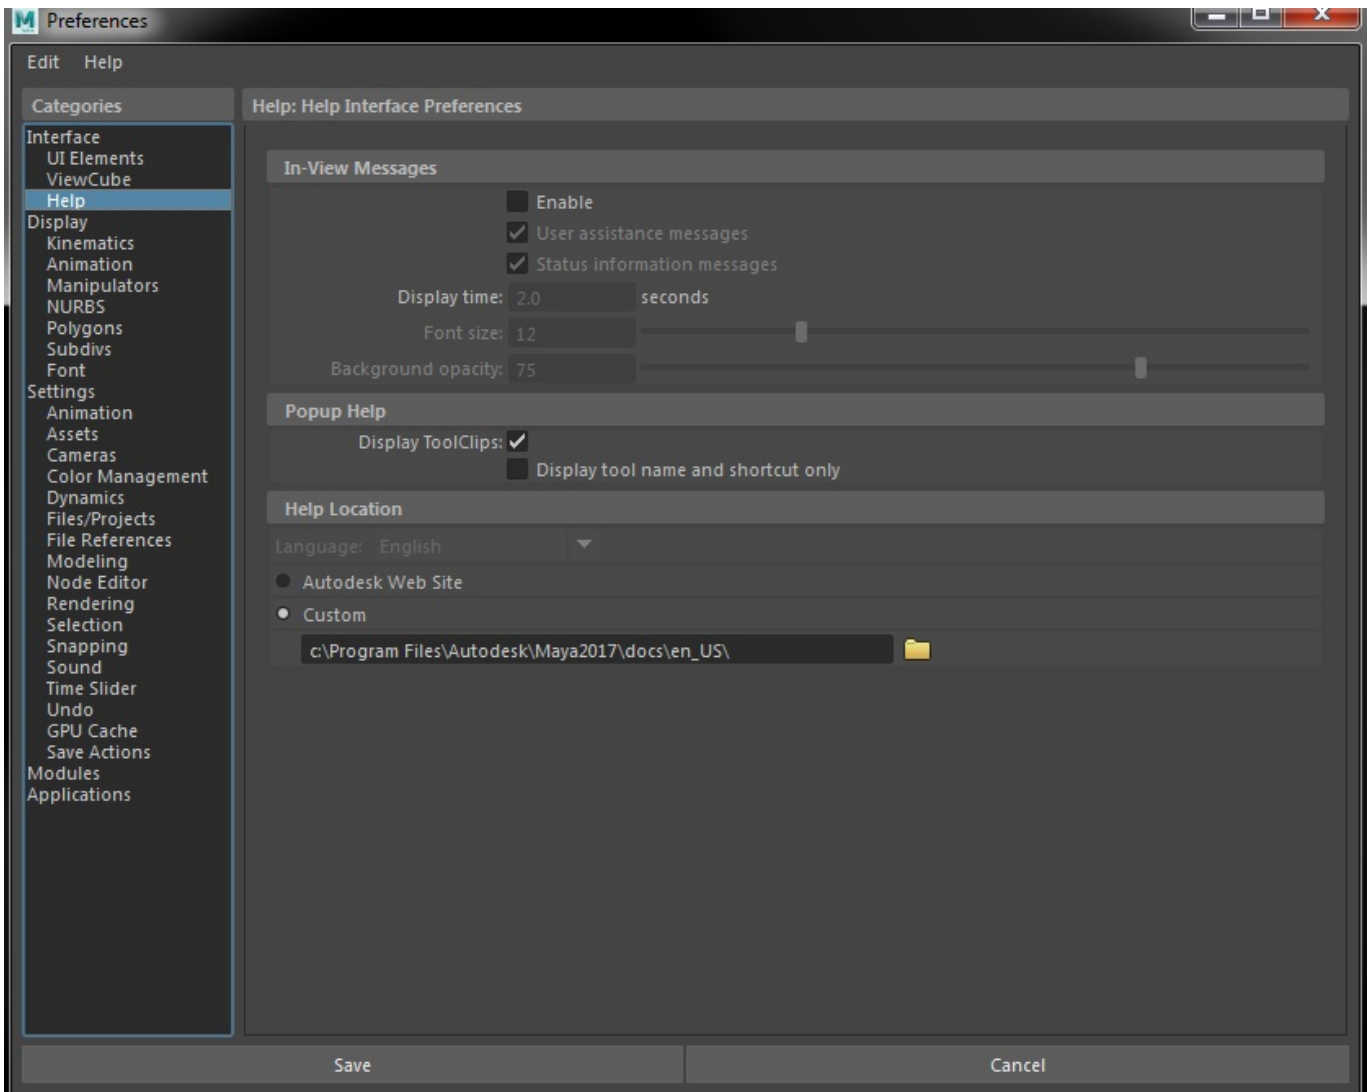 Preferences
Edit Help
Categories
Interface
UI Elements
ViewCube
Help
Display
Kinematics
Animation
Manipulators
NURBS
Polygons
Subdivs
Font
Settings
Animation
Assets
Cameras
Color Management
Dynamics
Files/Projects
File References
Modeling
Node Editor
Rendering
Selection
Snapping
Sound
Time Slider
Undo
GPU Cache
Save Actions
Modules
Applications
Help: Help Interface Preferences
In-View Messages
Enable
User assistance messages
Status information messages
Display time: 2.0 seconds
Font size: 12
Background opacity: 75
Popup Help
Display ToolClips:
Display tool name and shortcut only
Help Location
Language: English
Autodesk Web Site
Custom
c:\Program Files\Autodesk\Maya2017\docs\en_US\
Save Cancel